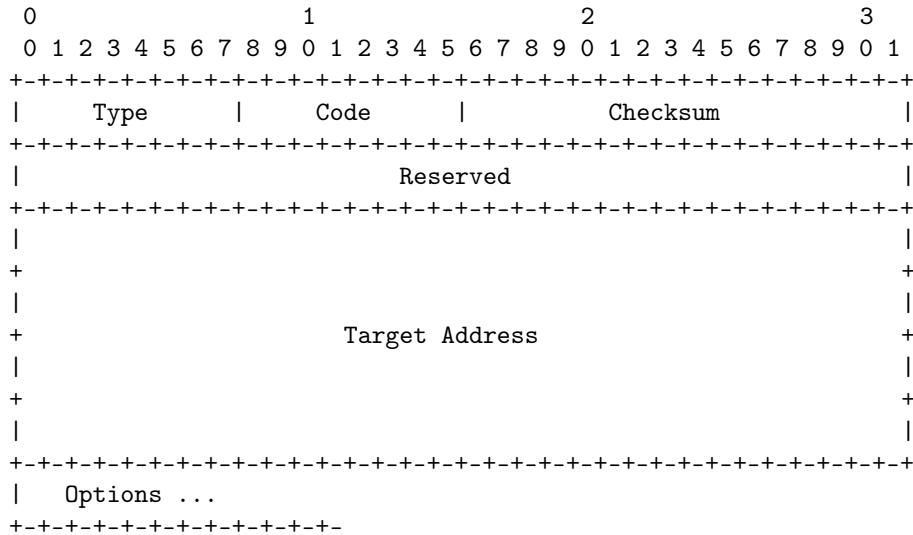 0                   1                   2                   3
0 1 2 3 4 5 6 7 8 9 0 1 2 3 4 5 6 7 8 9 0 1 2 3 4 5 6 7 8 9 0 1
+-+-+-+-+-+-+-+-+-+-+-+-+-+-+-+-+-+-+-+-+-+-+-+-+-+-+-+-+-+-+-+-+
|     Type      |     Code      |          Checksum             |
+-+-+-+-+-+-+-+-+-+-+-+-+-+-+-+-+-+-+-+-+-+-+-+-+-+-+-+-+-+-+-+-+
|                           Reserved                            |
+-+-+-+-+-+-+-+-+-+-+-+-+-+-+-+-+-+-+-+-+-+-+-+-+-+-+-+-+-+-+-+-+
|                                                               |
+                                                               +
|                                                               |
+                       Target Address                          +
|                                                               |
+                                                               +
|                                                               |
+-+-+-+-+-+-+-+-+-+-+-+-+-+-+-+-+-+-+-+-+-+-+-+-+-+-+-+-+-+-+-+-+
|   Options ...
+-+-+-+-+-+-+-+-+-+-+-+-